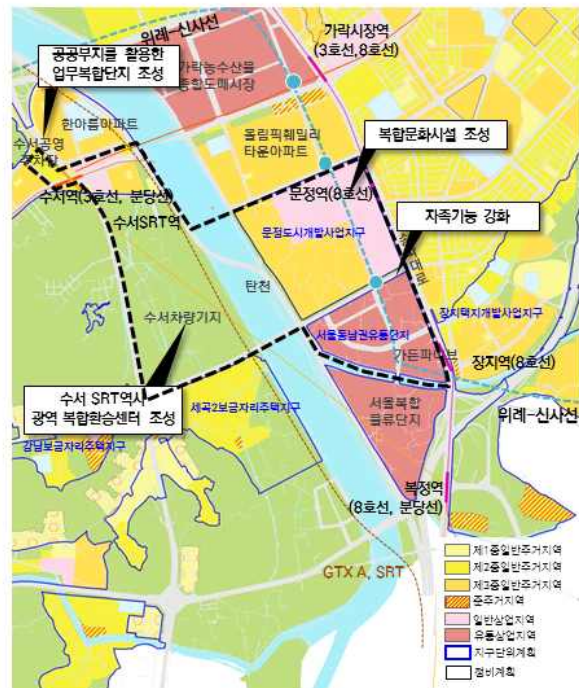 위례-신사선
가락시장역
(3호선,8호선)
공공부지를 활용한
업무복합단지 조성
가락농수산물
종합도매시장
한아름아파트
수서공영
주차장
올림픽훼밀리
타운아파트
복합문화시설 조성
수서역(3호선, 분당선)
문정역(8호선)
수서SRT역
자족기능 강화
문정도시개발사업지구
탄천
장지택지개발사업지구
수서차량기지
서울동남권유통단지
가든파이브
장지역(8호선)
수서 SRT역사
광역 복합환승센터 조성
세곡2보금자리주택지구
서울복합
물류단지
위례-신사선
강남보금자리주택지구
복정역
(8호선, 분당선)
GTX A, SRT
제1종일반주거지역
제2종일반주거지역
제3종일반주거지역
준주거지역
일반상업지역
유통상업지역
지구단위계획
정비계획